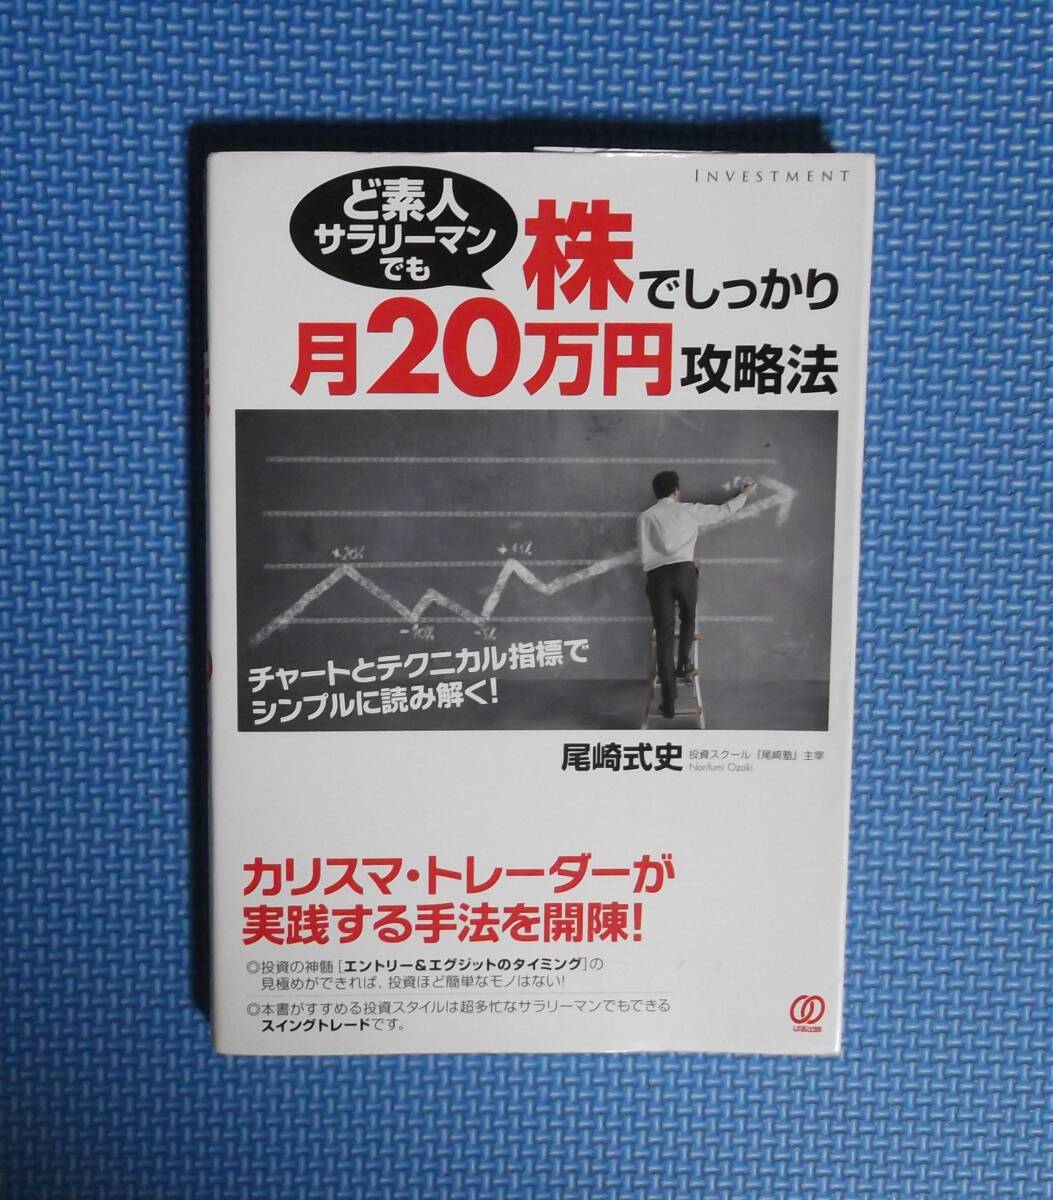 INVESTMENT
ど素人
サラリーマン
でも
株でしっかり
月20万円攻略法
+20%
-10%
チャートとテクニカル指標で
シンプルに読み解く!
尾崎式史
投資スクール『尾崎塾』主宰
Norifumi Ozaki
カリスマ・トレーダーが
実践する手法を開陳!
◎投資の神髄[エントリー&エグジットのタイミング]の
見極めができれば、投資ほど簡単なモノはない!
◎本書がすすめる投資スタイルは超多忙なサラリーマンでもできる
スイングトレードです。
ぱる出版